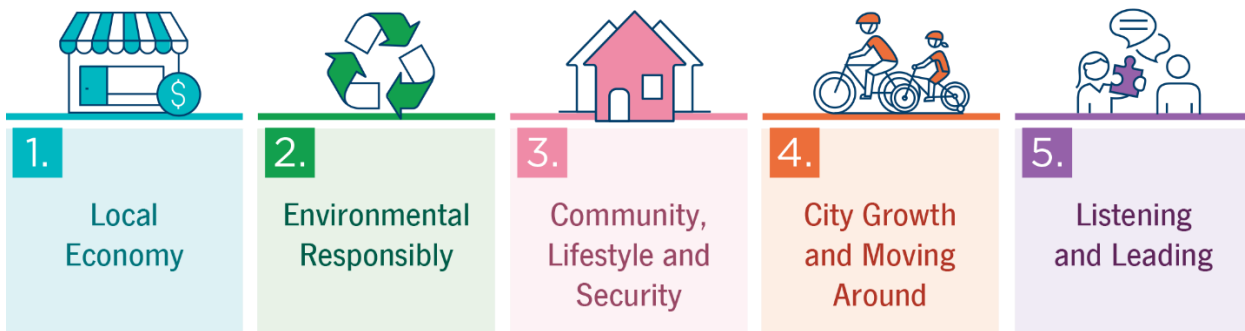 $
1.
Local
Economy
2.
Environmental
Responsibly
3.
Community,
Lifestyle and
Security
4.
City Growth
and Moving
Around
5.
Listening
and Leading